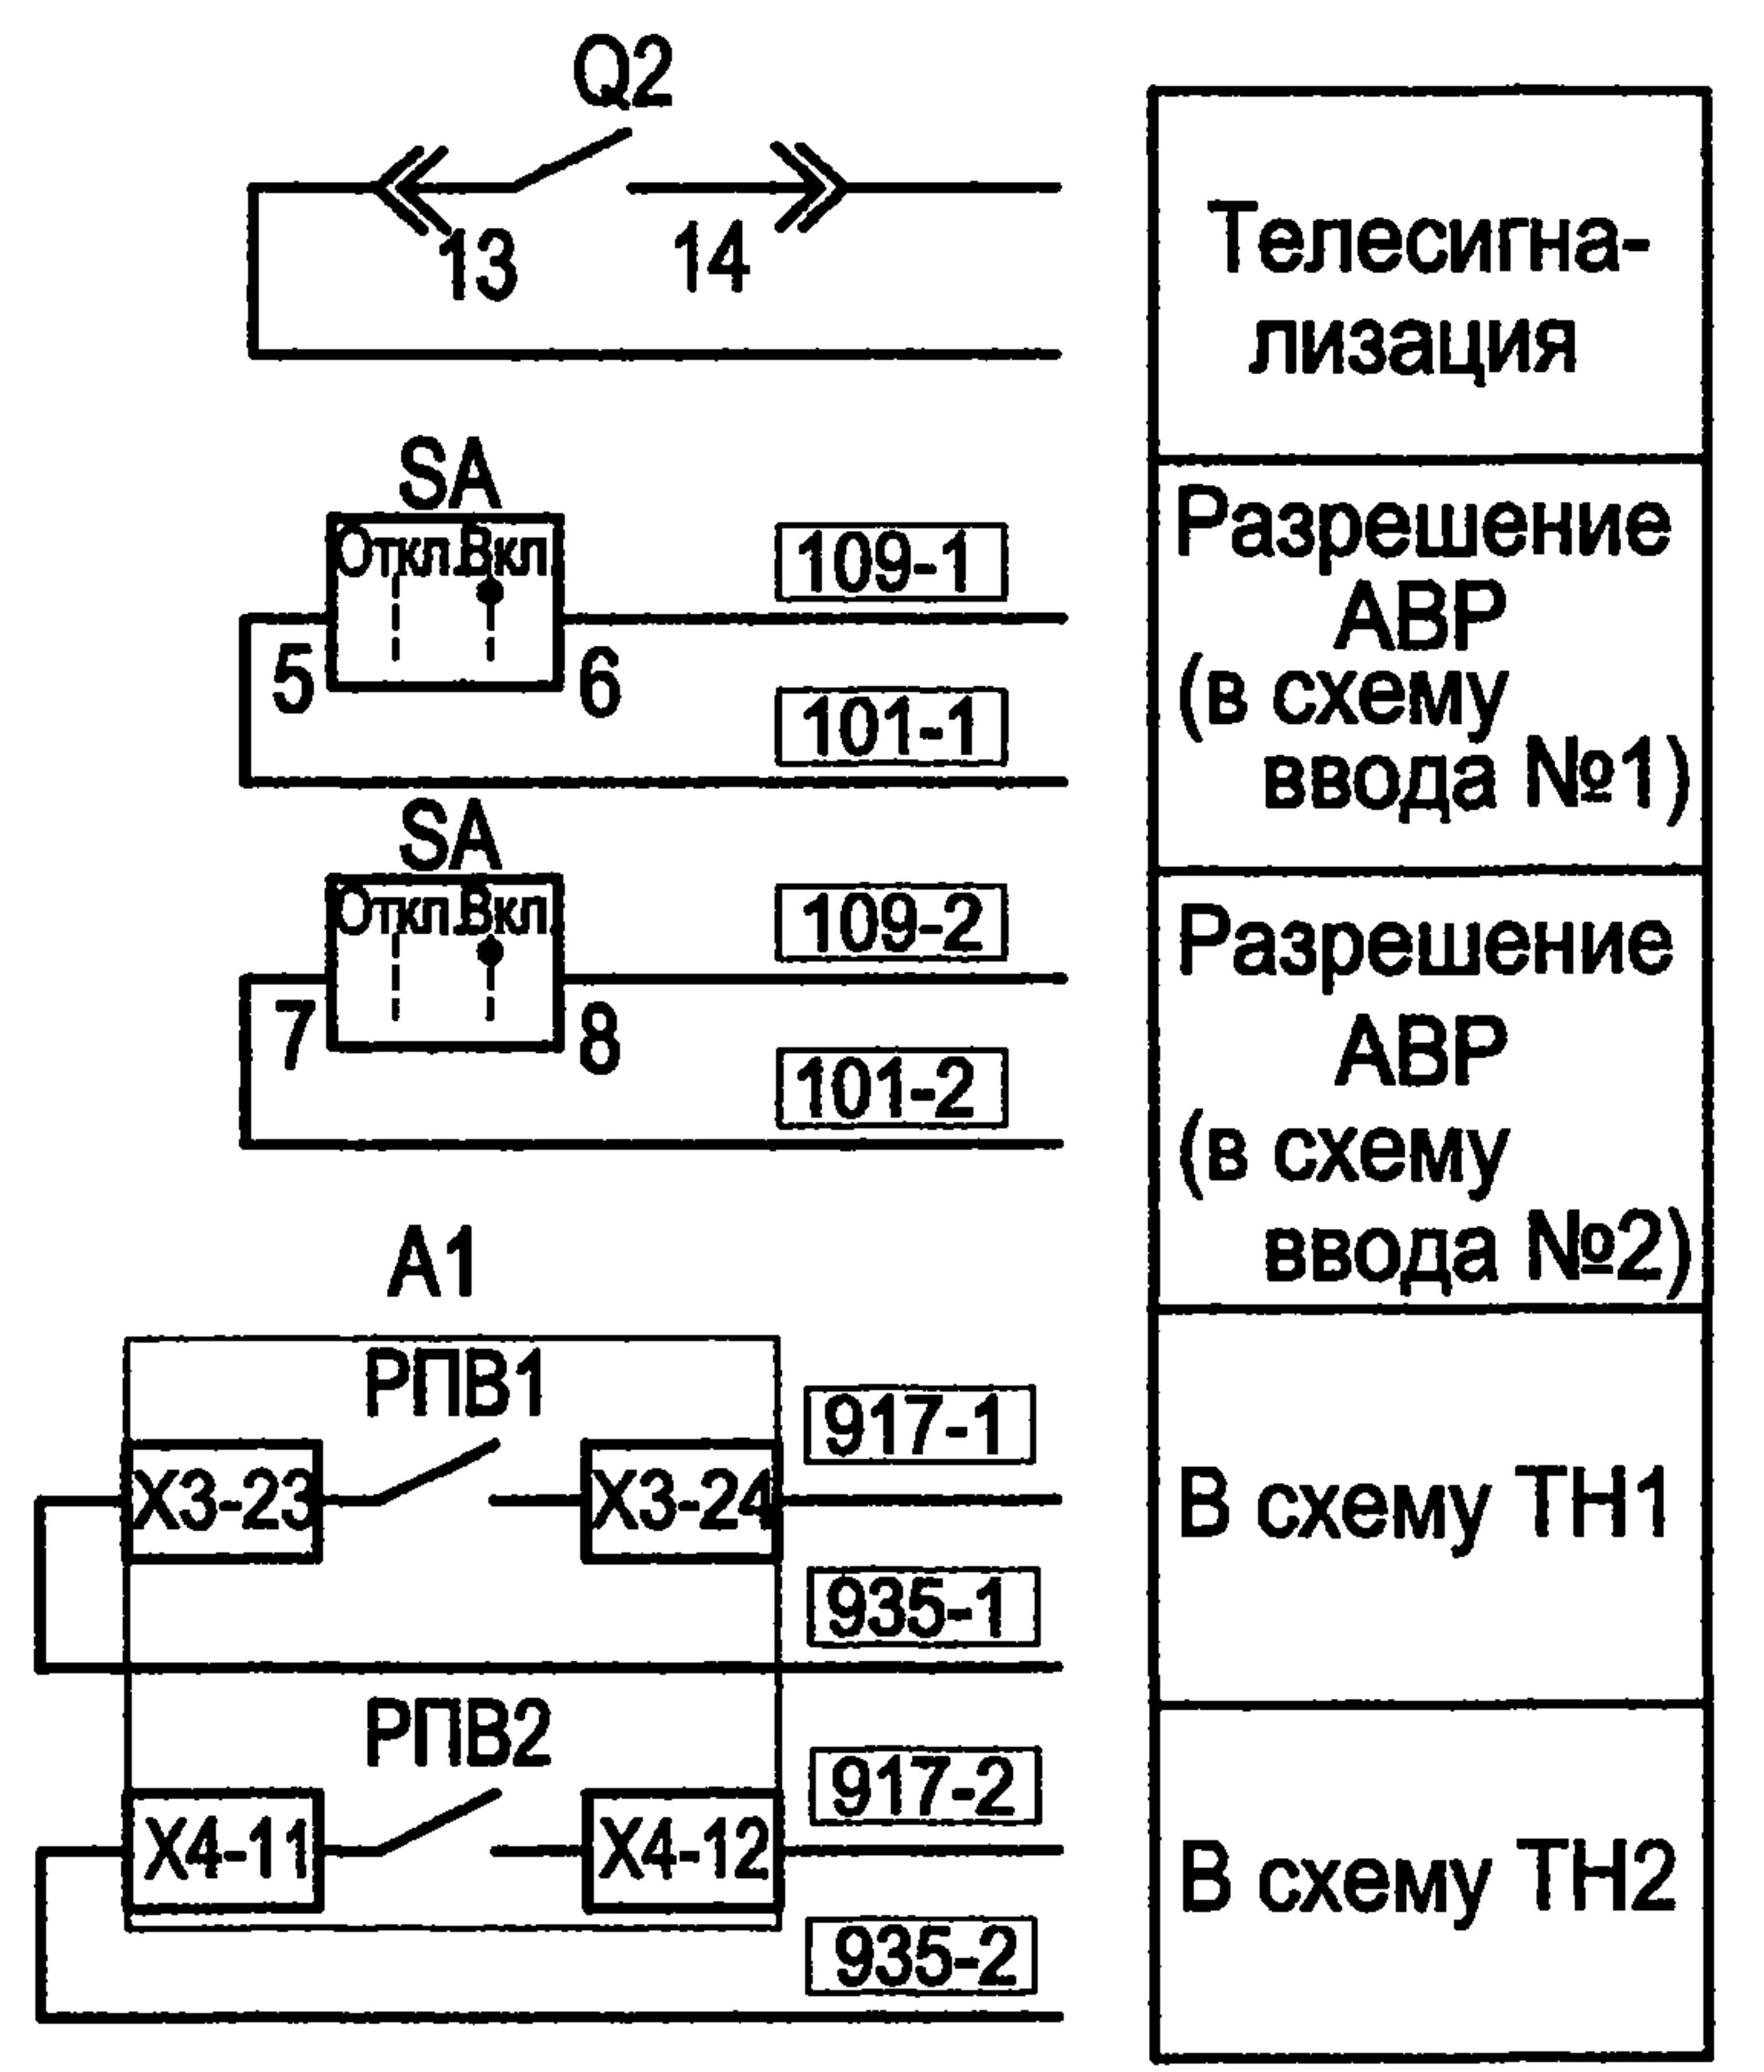 Q2
13
14
Телесигна-
лизация
SA
Откл.Вкл.
5
6
109-1
101-1
Разрешение
АВР
(в схему
ввода №1)
SA
Откл.Вкл.
7
8
109-2
101-2
Разрешение
АВР
(в схему
ввода №2)
А1
РПВ1
Х3-23
Х3-24
917-1
935-1
В схему ТН1
РПВ2
Х4-11
Х4-12
917-2
935-2
В схему ТН2